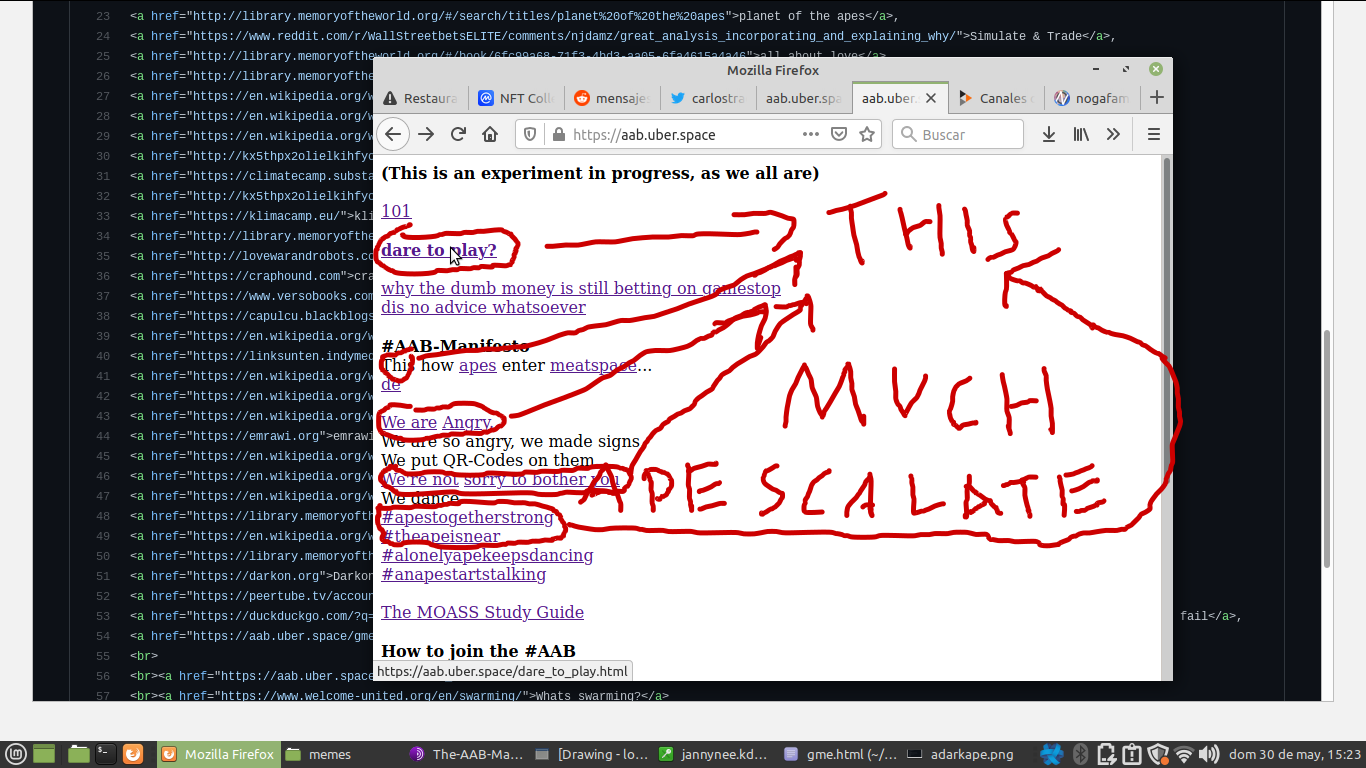 23 <a href="http://library.memoryoftheworld.org/#/search/titles/planet%20of%20the%20apes">planet of the apes</a>,
24 <a href="https://www.reddit.com/r/WallStreetbetsELITE/comments/njdamz/great_analysis_incorporating_and_explaining_why/">Simulate & Trade</a>,
25 <a href="http://library.memoryoftheworld.org/#/book/6fc99a68-71f3-4bd3-aa05-6fa4615a4a46">all about love</a>
26 <a href="http://library.memoryofthe
27 <a href="https://en.wikipedia.org/w
28 <a href="https://en.wikipedia.org/w
29 <a href="https://en.wikipedia.org/w
30 <a href="http://kx5thpx2olielkihfyo
31 <a href="https://climatecamp.substa
32 <a href="http://kx5thpx2olielkihfyo
33 <a href="https://klimacamp.eu/">kli
34 <a href="http://library.memoryofthe
35 <a href="http://lovewarandrobots.co
36 <a href="https://craphound.com">cra
37 <a href="https://www.versobooks.com
38 <a href="https://capulcu.blackblogs
39 <a href="https://en.wikipedia.org/w
40 <a href="https://linksunten.indymed
41 <a href="https://en.wikipedia.org/w
42 <a href="https://en.wikipedia.org/w
43 <a href="https://en.wikipedia.org/w
44 <a href="https://emrawi.org">emrawi
45 <a href="https://en.wikipedia.org/w
46 <a href="https://en.wikipedia.org/w
47 <a href="https://en.wikipedia.org/w
48 <a href="https://library.memoryofth
49 <a href="https://en.wikipedia.org/w
50 <a href="https://library.memoryofth
51 <a href="https://darkon.org">Darkon
52 <a href="https://peertube.tv/accoun
53 <a href="https://duckduckgo.com/?q= fail</a>,
54 <a href="https://aab.uber.space/gme
55 <br>
56 <br><a href="https://aab.uber.space
57 <br><a href="https://www.welcome-united.org/en/swarming/">Whats swarming?</a>
Mozilla Firefox
Restaura NFT Coll mensajes carlostra aab.uber.spa aab.uber. Canales nogafam
https://aab.uber.space Buscar
(This is an experiment in progress, as we all are)
101
dare to play?
why the dumb money is still betting on gamestop
dis no advice whatsoever
#AAB-Manifesto
This how apes enter meatspace...
de
We are Angry.
We are so angry, we made signs
We put QR-Codes on them
We're not sorry to bother you
We dance
#apestogetherstrong
#theapeisnear
#alonelyapekeepsdancing
#anapestartstalking
The MOASS Study Guide
How to join the #AAB
https://aab.uber.space/dare_to_play.html
THIS
MUCH
APESCALATE
Mozilla Firefox memes The-AAB-Ma... [Drawing - lo... jannynee.kd... gme.html (~/... adarkape.png dom 30 de may, 15:23